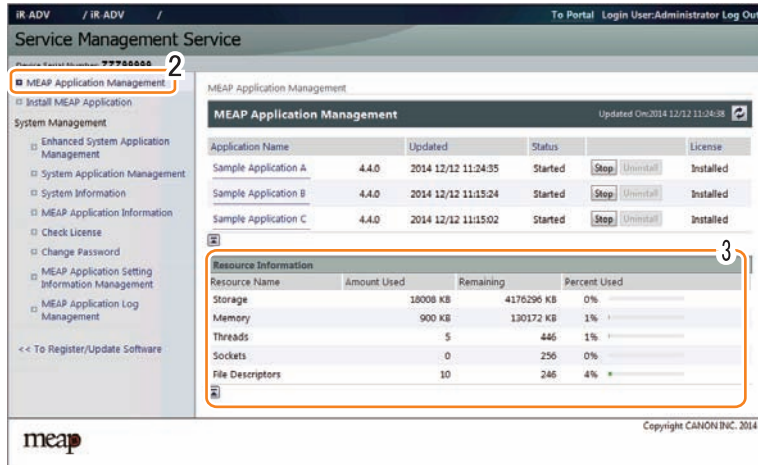 iR-ADV / iR-ADV / To Portal Login User:Administrator Log Out
Service Management Service
Device Serial Number: ZZZ99999
2
MEAP Application Management
Install MEAP Application
System Management
Enhanced System Application
Management
System Application Management
System Information
MEAP Application Information
Check License
Change Password
MEAP Application Setting
Information Management
MEAP Application Log
Management
<< To Register/Update Software
MEAP Application Management
MEAP Application Management Updated On:2014 12/12 11:24:38
Application Name Updated Status License
Sample Application A 4.4.0 2014 12/12 11:24:35 Started Stop Uninstall Installed
Sample Application B 4.4.0 2014 12/12 11:15:24 Started Stop Uninstall Installed
Sample Application C 4.4.0 2014 12/12 11:15:02 Started Stop Uninstall Installed
3
Resource Information
Resource Name Amount Used Remaining Percent Used
Storage 18008 KB 4176296 KB 0%
Memory 900 KB 130172 KB 1%
Threads 5 446 1%
Sockets 0 256 0%
File Descriptors 10 246 4%
meap
Copyright CANON INC. 2014